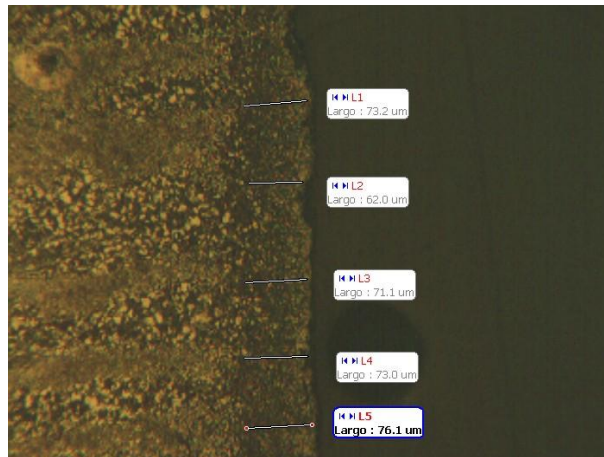 L1
Largo : 73.2 um
L2
Largo : 62.0 um
L3
Largo : 71.1 um
L4
Largo : 73.0 um
L5
Largo : 76.1 um